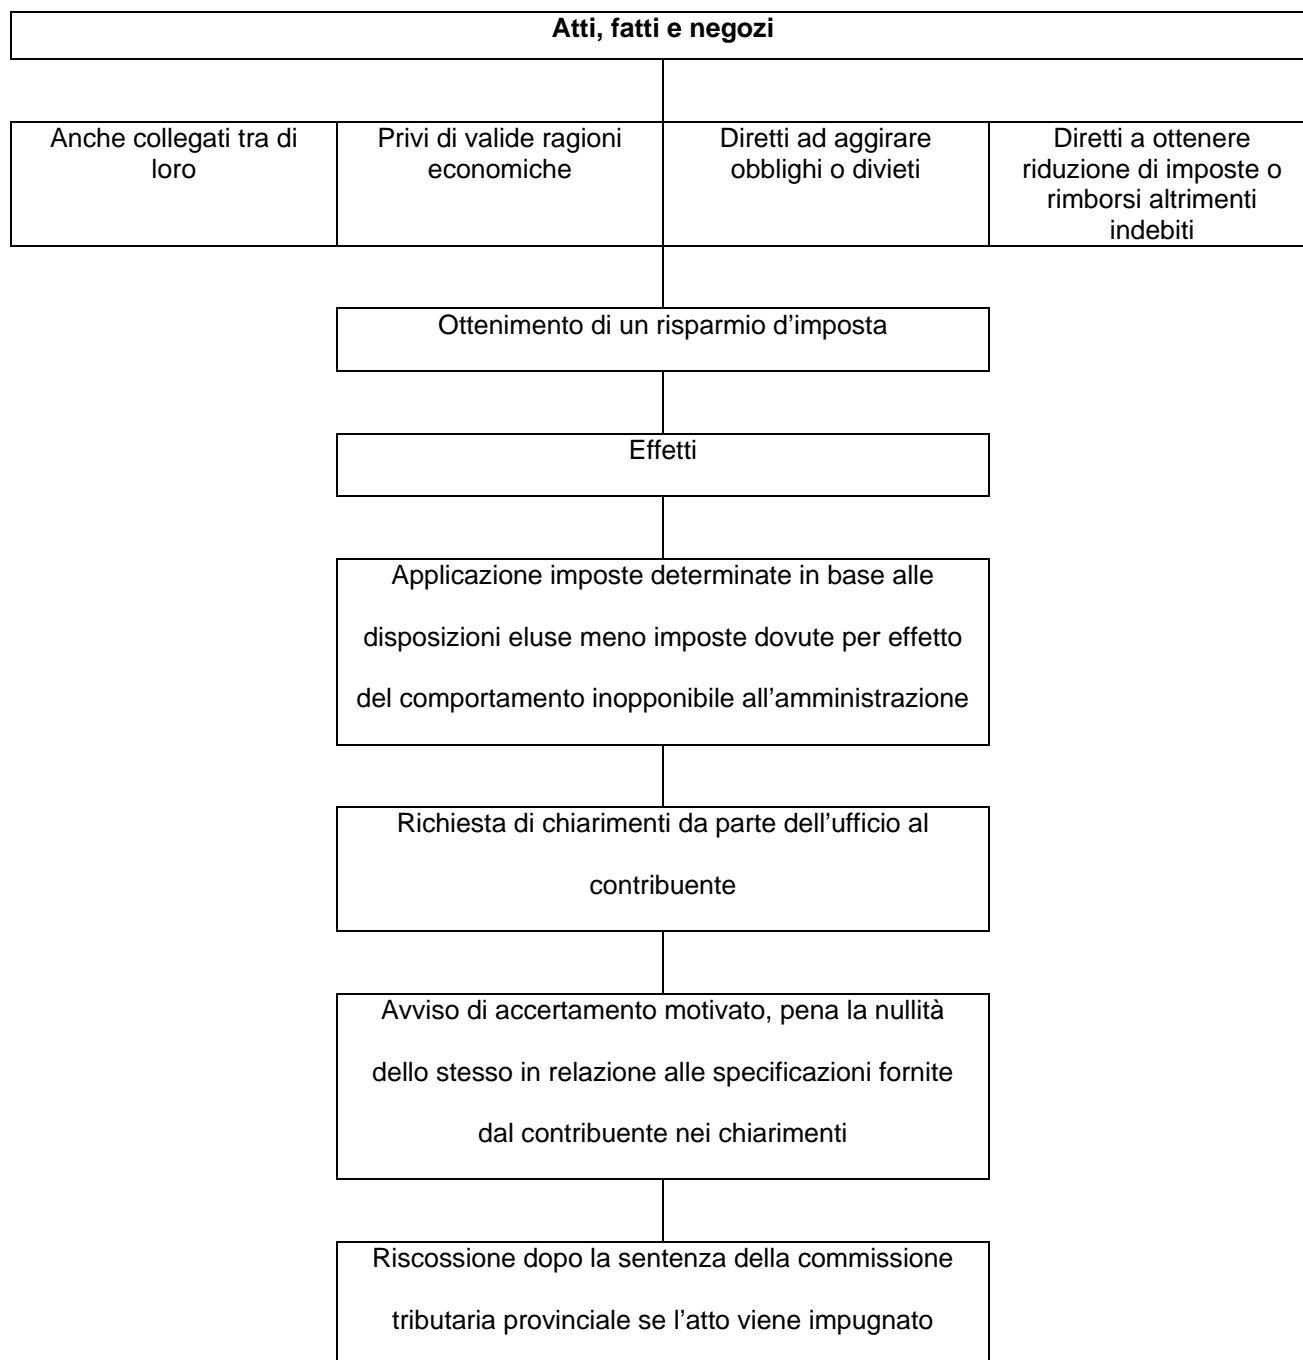 Atti, fatti e negozi
Anche collegati tra di
loro
Privi di valide ragioni
economiche
Diretti ad aggirare
obblighi o divieti
Diretti a ottenere
riduzione di imposte o
rimborsi altrimenti
indebiti
Ottenimento di un risparmio d'imposta
Effetti
Applicazione imposte determinate in base alle
disposizioni eluse meno imposte dovute per effetto
del comportamento inopponibile all'amministrazione
Richiesta di chiarimenti da parte dell'ufficio al
contribuente
Avviso di accertamento motivato, pena la nullità
dello stesso in relazione alle specificazioni fornite
dal contribuente nei chiarimenti
Riscossione dopo la sentenza della commissione
tributaria provinciale se l'atto viene impugnato